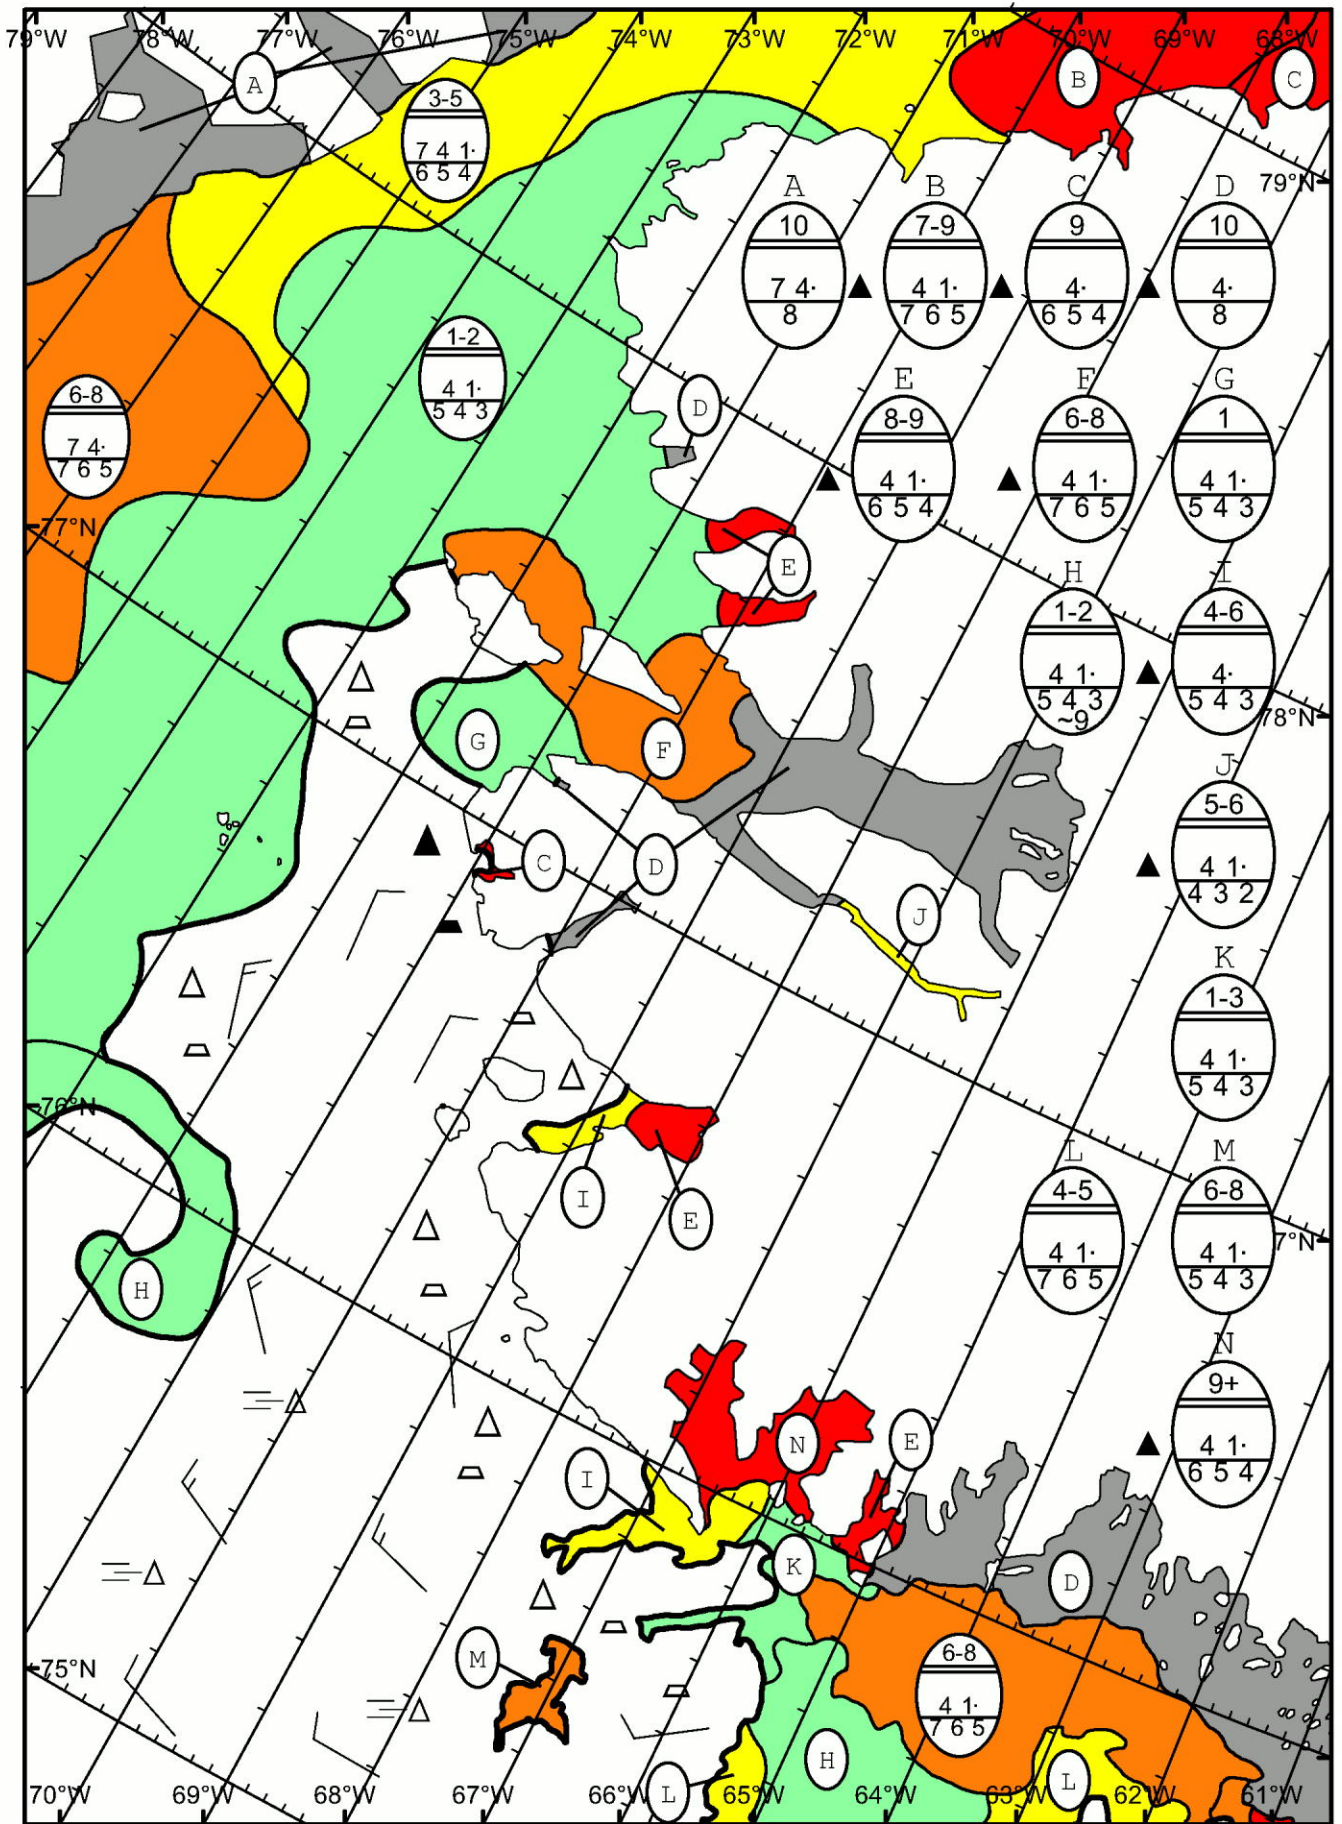 79°W 78°W 77°W 76°W 75°W 74°W 73°W 72°W 71°W 70°W 69°W 68°W
A
B
C
3-5
7 4 1·
6 5 4
79°N
A B C D
10 7-9 9 10
7 4· 4 1· 4· 4·
8 7 6 5 6 5 4 8
1-2
4 1·
5 4 3
D
6-8
7 4·
7 6 5
E F G
8-9 6-8 1
4 1· 4 1· 4 1·
6 5 4 7 6 5 5 4 3
77°N
E
H I
1-2 4-6
4 1· 4·
5 4 3 5 4 3
~9
78°N
G
F
J
5-6
4 1·
4 3 2
C
D
J
K
1-3
4 1·
5 4 3
76°N
I
E
L M
4-5 6-8
4 1· 4 1·
7 6 5 5 4 3
7°N
H
N
9+
4 1·
6 5 4
N
E
I
K
D
M
75°N
6-8
4 1·
7 6 5
H
L
L
70°W 69°W 68°W 67°W 66°W 65°W 64°W 63°W 62°W 61°W